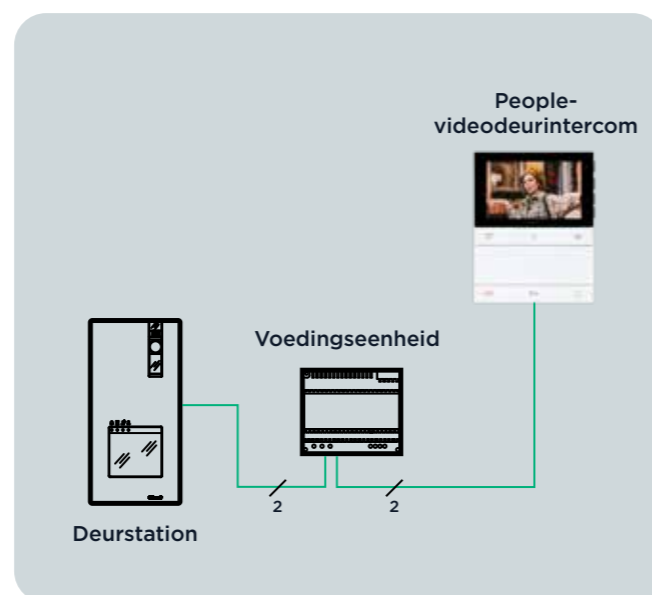 People-
videodeurintercom
Voedingseenheid
2
2
Deurstation